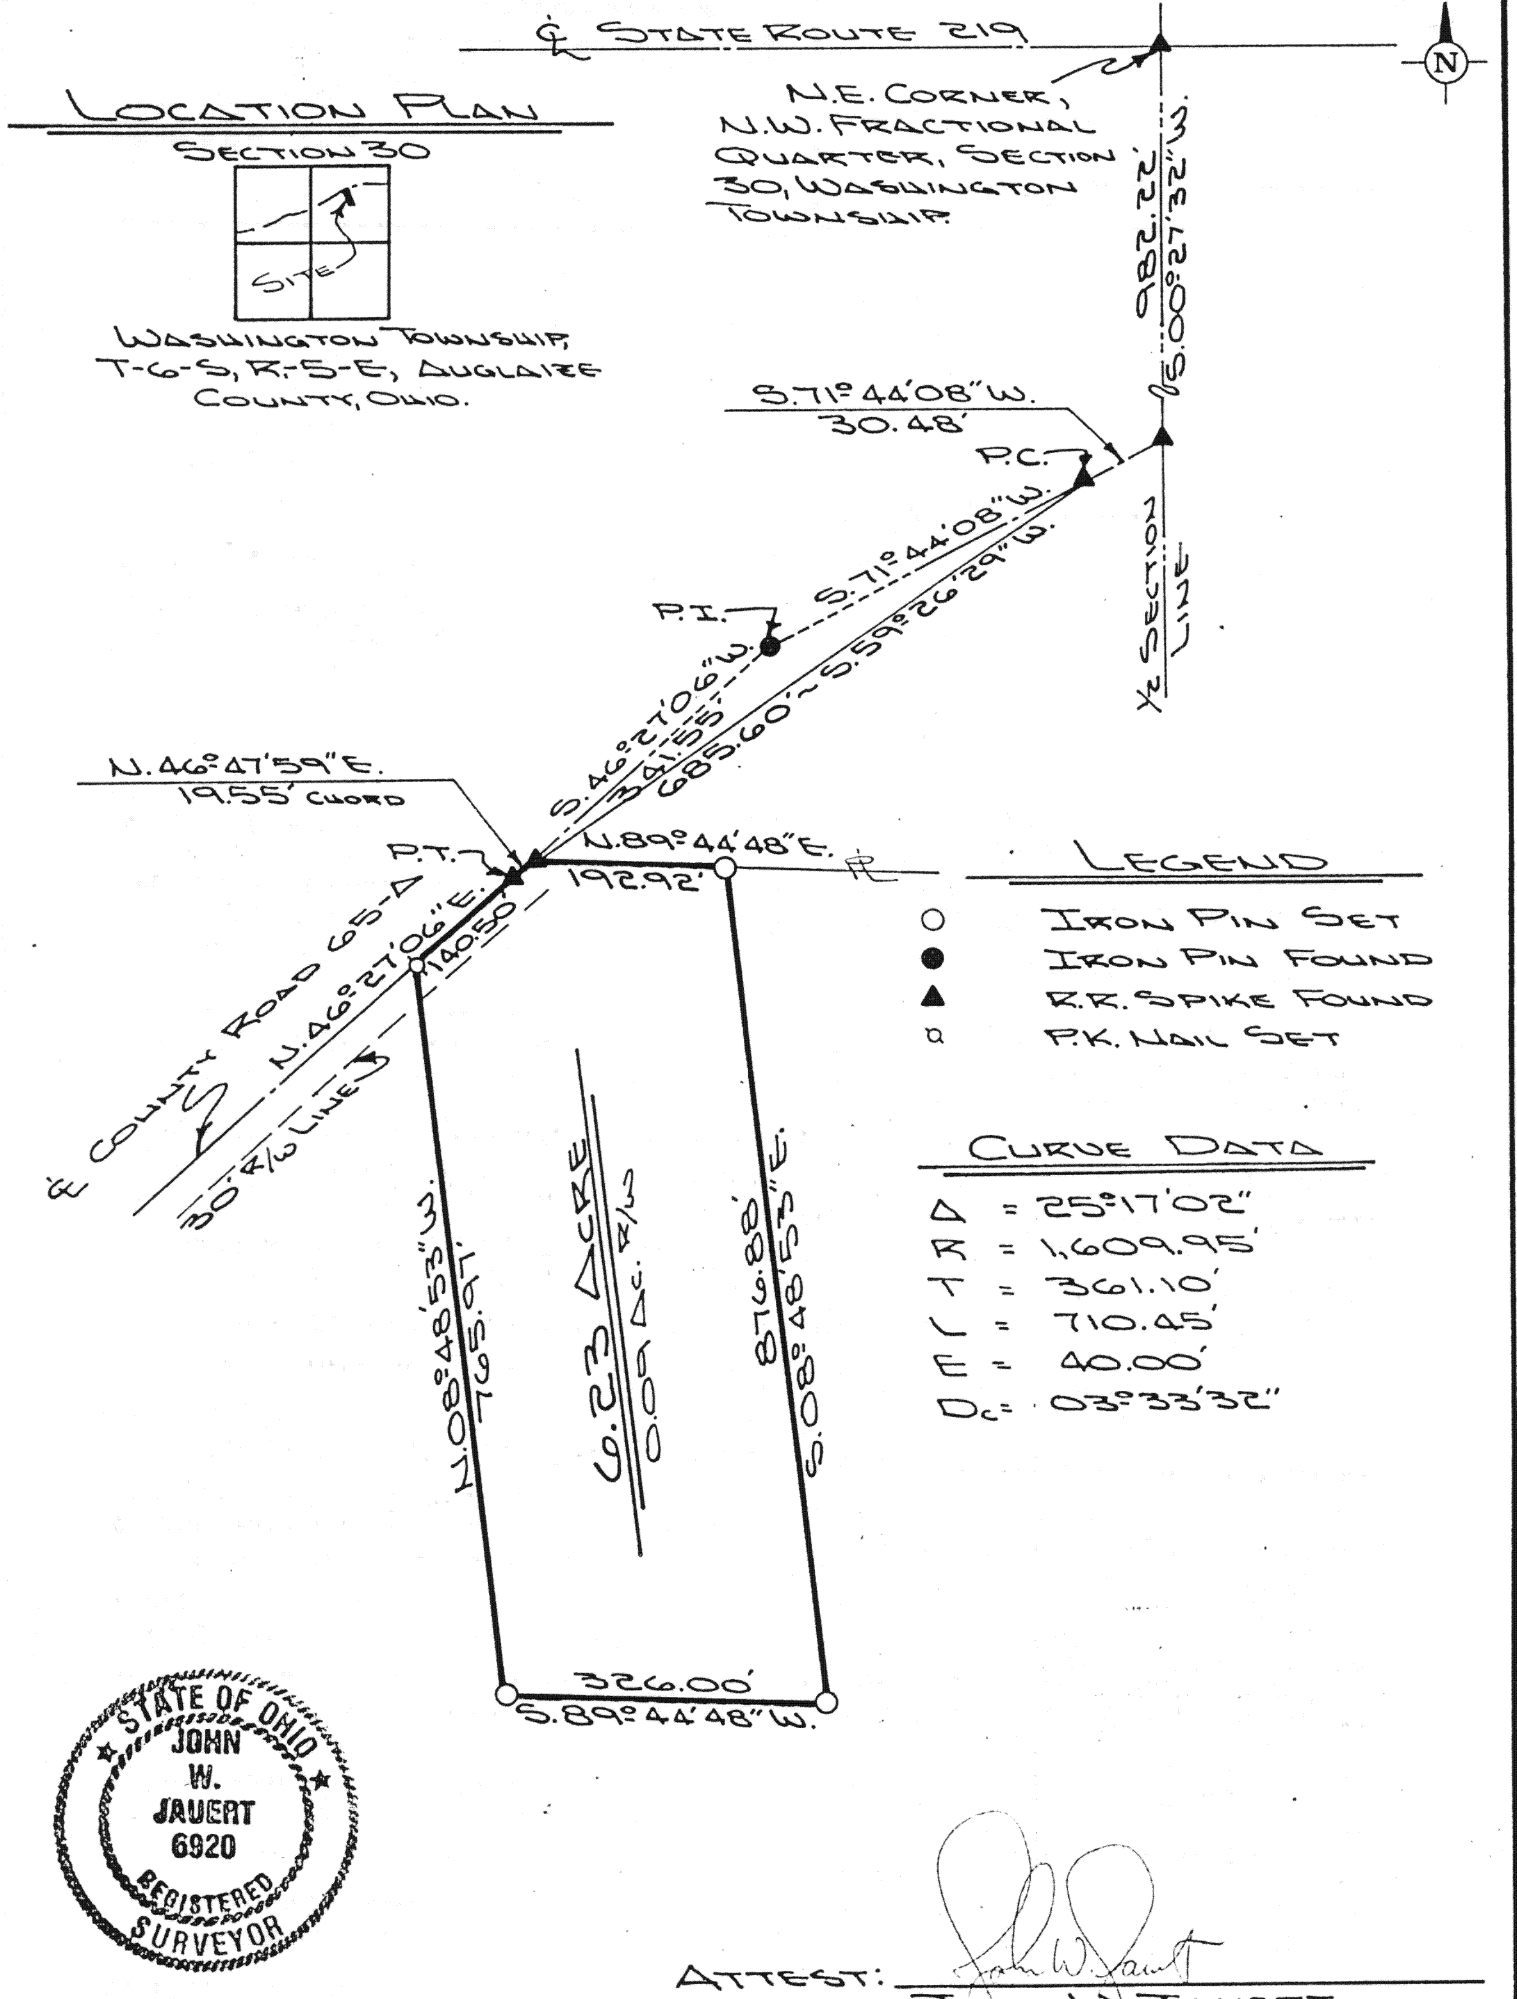 ℄ STATE ROUTE 219
N
LOCATION PLAN
SECTION 30
SITE
WASHINGTON TOWNSHIP,
T-6-S, R-5-E, AUGLAIZE
COUNTY, OHIO.
N.E. CORNER,
N.W. FRACTIONAL
QUARTER, SECTION
30, WASHINGTON
TOWNSHIP.
982.22'
S.00°27'32"W.
S.71°44'08"W.
30.48'
P.C.
S.71°44'08"W.
685.60' ~ S.59°26'29"W.
1/2 SECTION
LINE
P.I.
S.46°27'06"W.
341.55'
N.46°47'59"E.
19.55' CHORD
P.T.
N.89°44'48"E.
192.92'
℄ COUNTY ROAD 65-A
N.46°27'06"E.
140.50'
30' R/W LINE
LEGEND
IRON PIN SET
IRON PIN FOUND
R.R. SPIKE FOUND
P.K. NAIL SET
N.08°48'53"W.
765.97'
6.23 ACRE
0.09 AC. R/W
876.88'
S.08°48'53"E.
CURVE DATA
Δ = 25°17'02"
R = 1,609.95'
T = 361.10'
L = 710.45'
E = 40.00'
Dc = 03°33'32"
326.00'
S.89°44'48"W.
STATE OF OHIO
JOHN
W.
JAUERT
6920
REGISTERED
SURVEYOR
ATTEST: John W. Jauert